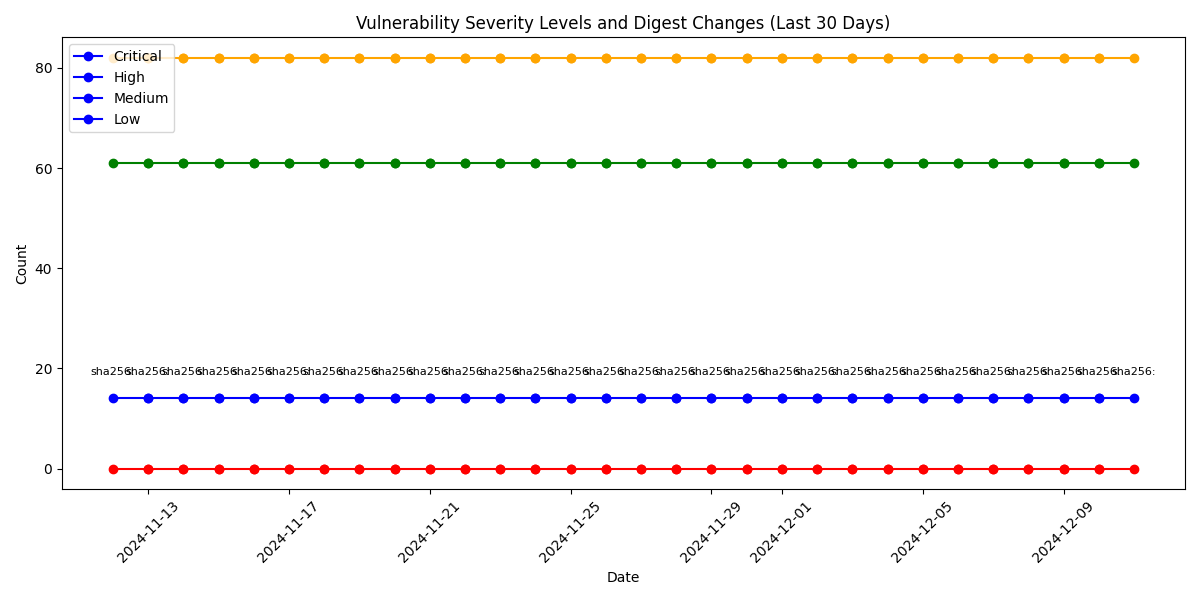 Vulnerability Severity Levels and Digest Changes (Last 30 Days)
Critical
High
Medium
Low
80
60
40
20
0
Count
sha256: sha256: sha256: sha256: sha256: sha256: sha256: sha256: sha256: sha256: sha256: sha256: sha256: sha256: sha256: sha256: sha256: sha256: sha256: sha256: sha256: sha256: sha256: sha256: sha256: sha256: sha256: sha256: sha256: sha256:
2024-11-13
2024-11-17
2024-11-21
2024-11-25
2024-11-29
2024-12-01
2024-12-05
2024-12-09
Date